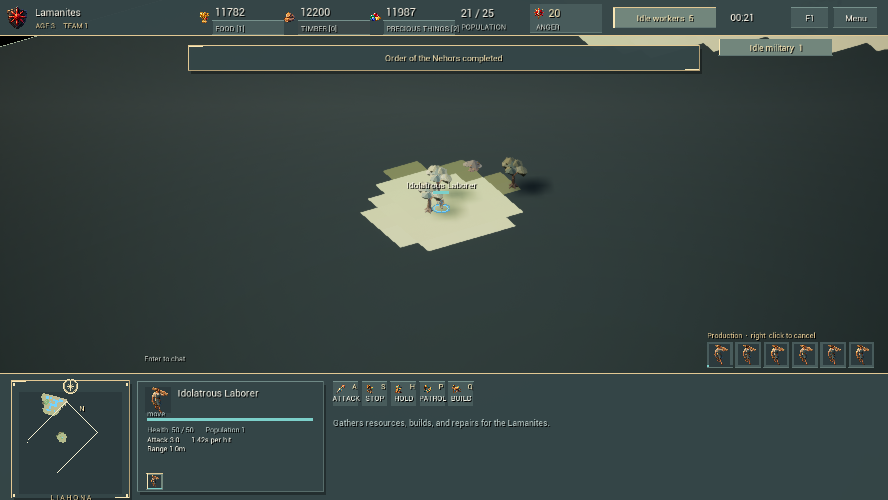 Lamanites
AGE 3 TEAM 1
11782
FOOD [1]
12200
TIMBER [0]
11987
PRECIOUS THINGS [2]
21 / 25
POPULATION
20
ANGER
Idle workers 5
00:21
F1
Menu
Idle military 1
Order of the Nehors completed
Idolatrous Laborer
Production · right click to cancel
Enter to chat
N
LIAHONA
Idolatrous Laborer
move
Health 50 / 50 Population 1
Attack 3.0 1.42s per hit
Range 1.0m
A S H P Q
ATTACK STOP HOLD PATROL BUILD
Gathers resources, builds, and repairs for the Lamanites.